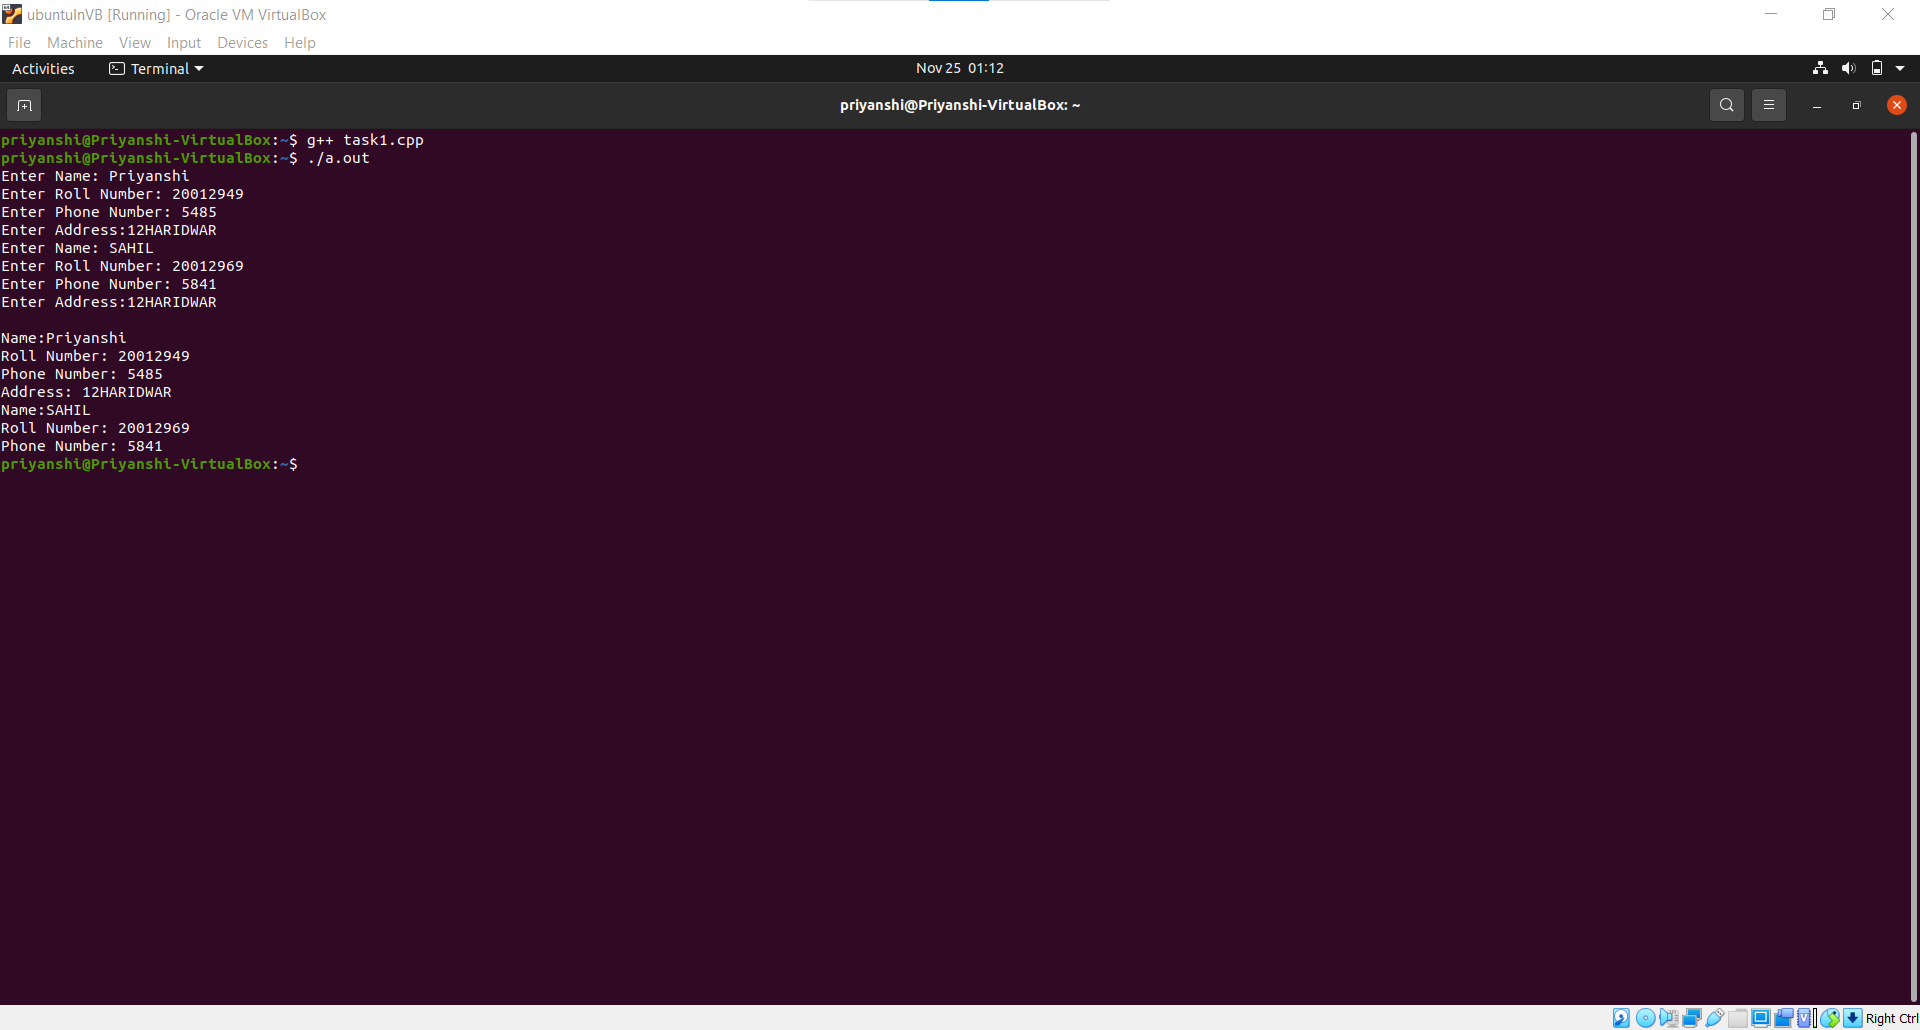 ubuntuInVB [Running] - Oracle VM VirtualBox
File Machine View Input Devices Help
Activities Terminal Nov 25 01:12
priyanshi@Priyanshi-VirtualBox: ~
priyanshi@Priyanshi-VirtualBox:~$ g++ task1.cpp
priyanshi@Priyanshi-VirtualBox:~$ ./a.out
Enter Name: Priyanshi
Enter Roll Number: 20012949
Enter Phone Number: 5485
Enter Address:12HARIDWAR
Enter Name: SAHIL
Enter Roll Number: 20012969
Enter Phone Number: 5841
Enter Address:12HARIDWAR

Name:Priyanshi
Roll Number: 20012949
Phone Number: 5485
Address: 12HARIDWAR
Name:SAHIL
Roll Number: 20012969
Phone Number: 5841
priyanshi@Priyanshi-VirtualBox:~$
Right Ctrl